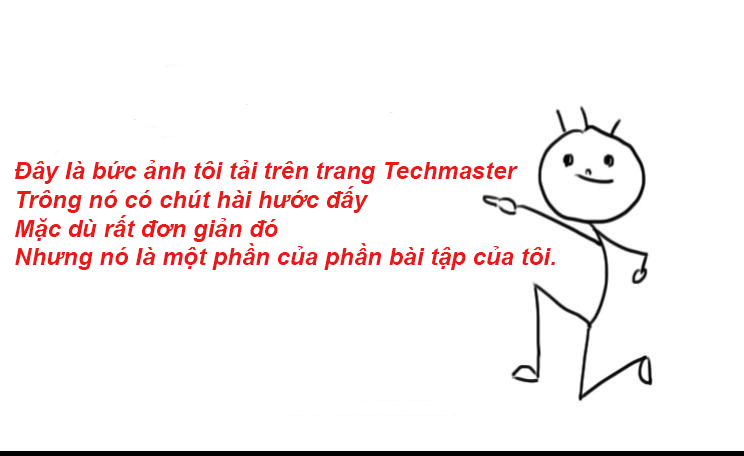 Đây là bức ảnh tôi tải trên trang Techmaster
Trông nó có chút hài hước đấy
Mặc dù rất đơn giản đó
Nhưng nó là một phần của phần bài tập của tôi.